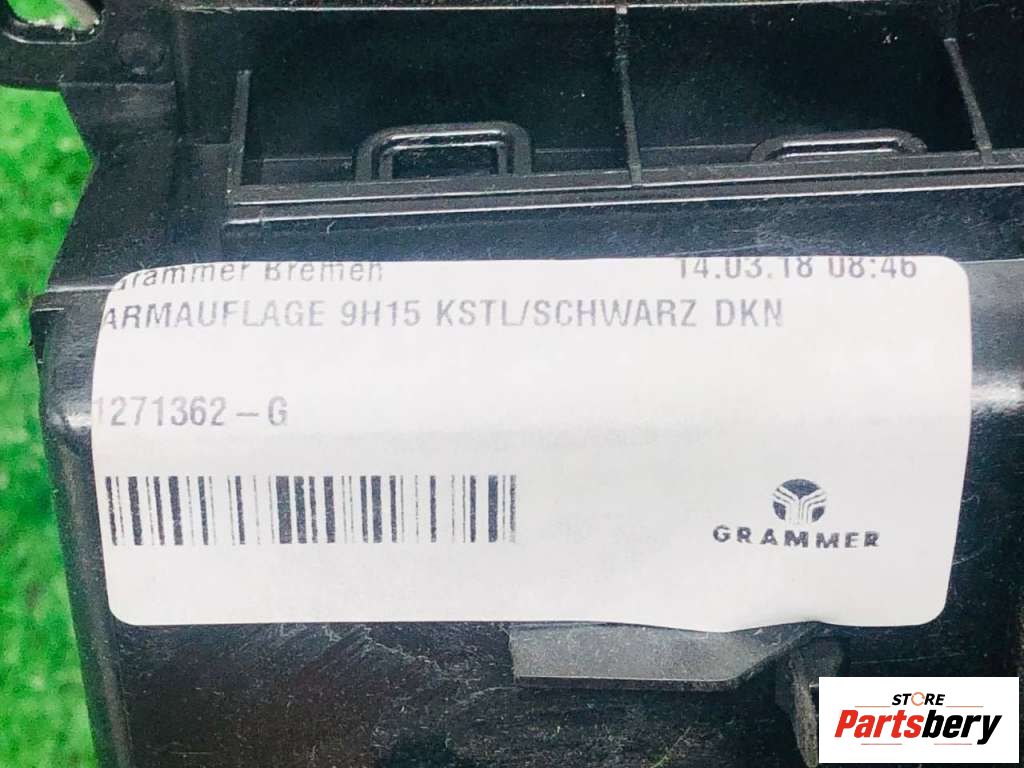 Grammer Bremen 14.03.18 08:46
ARMAUFLAGE 9H15 KSTL/SCHWARZ DKN
1271362-G
GRAMMER
STORE
Partsbery